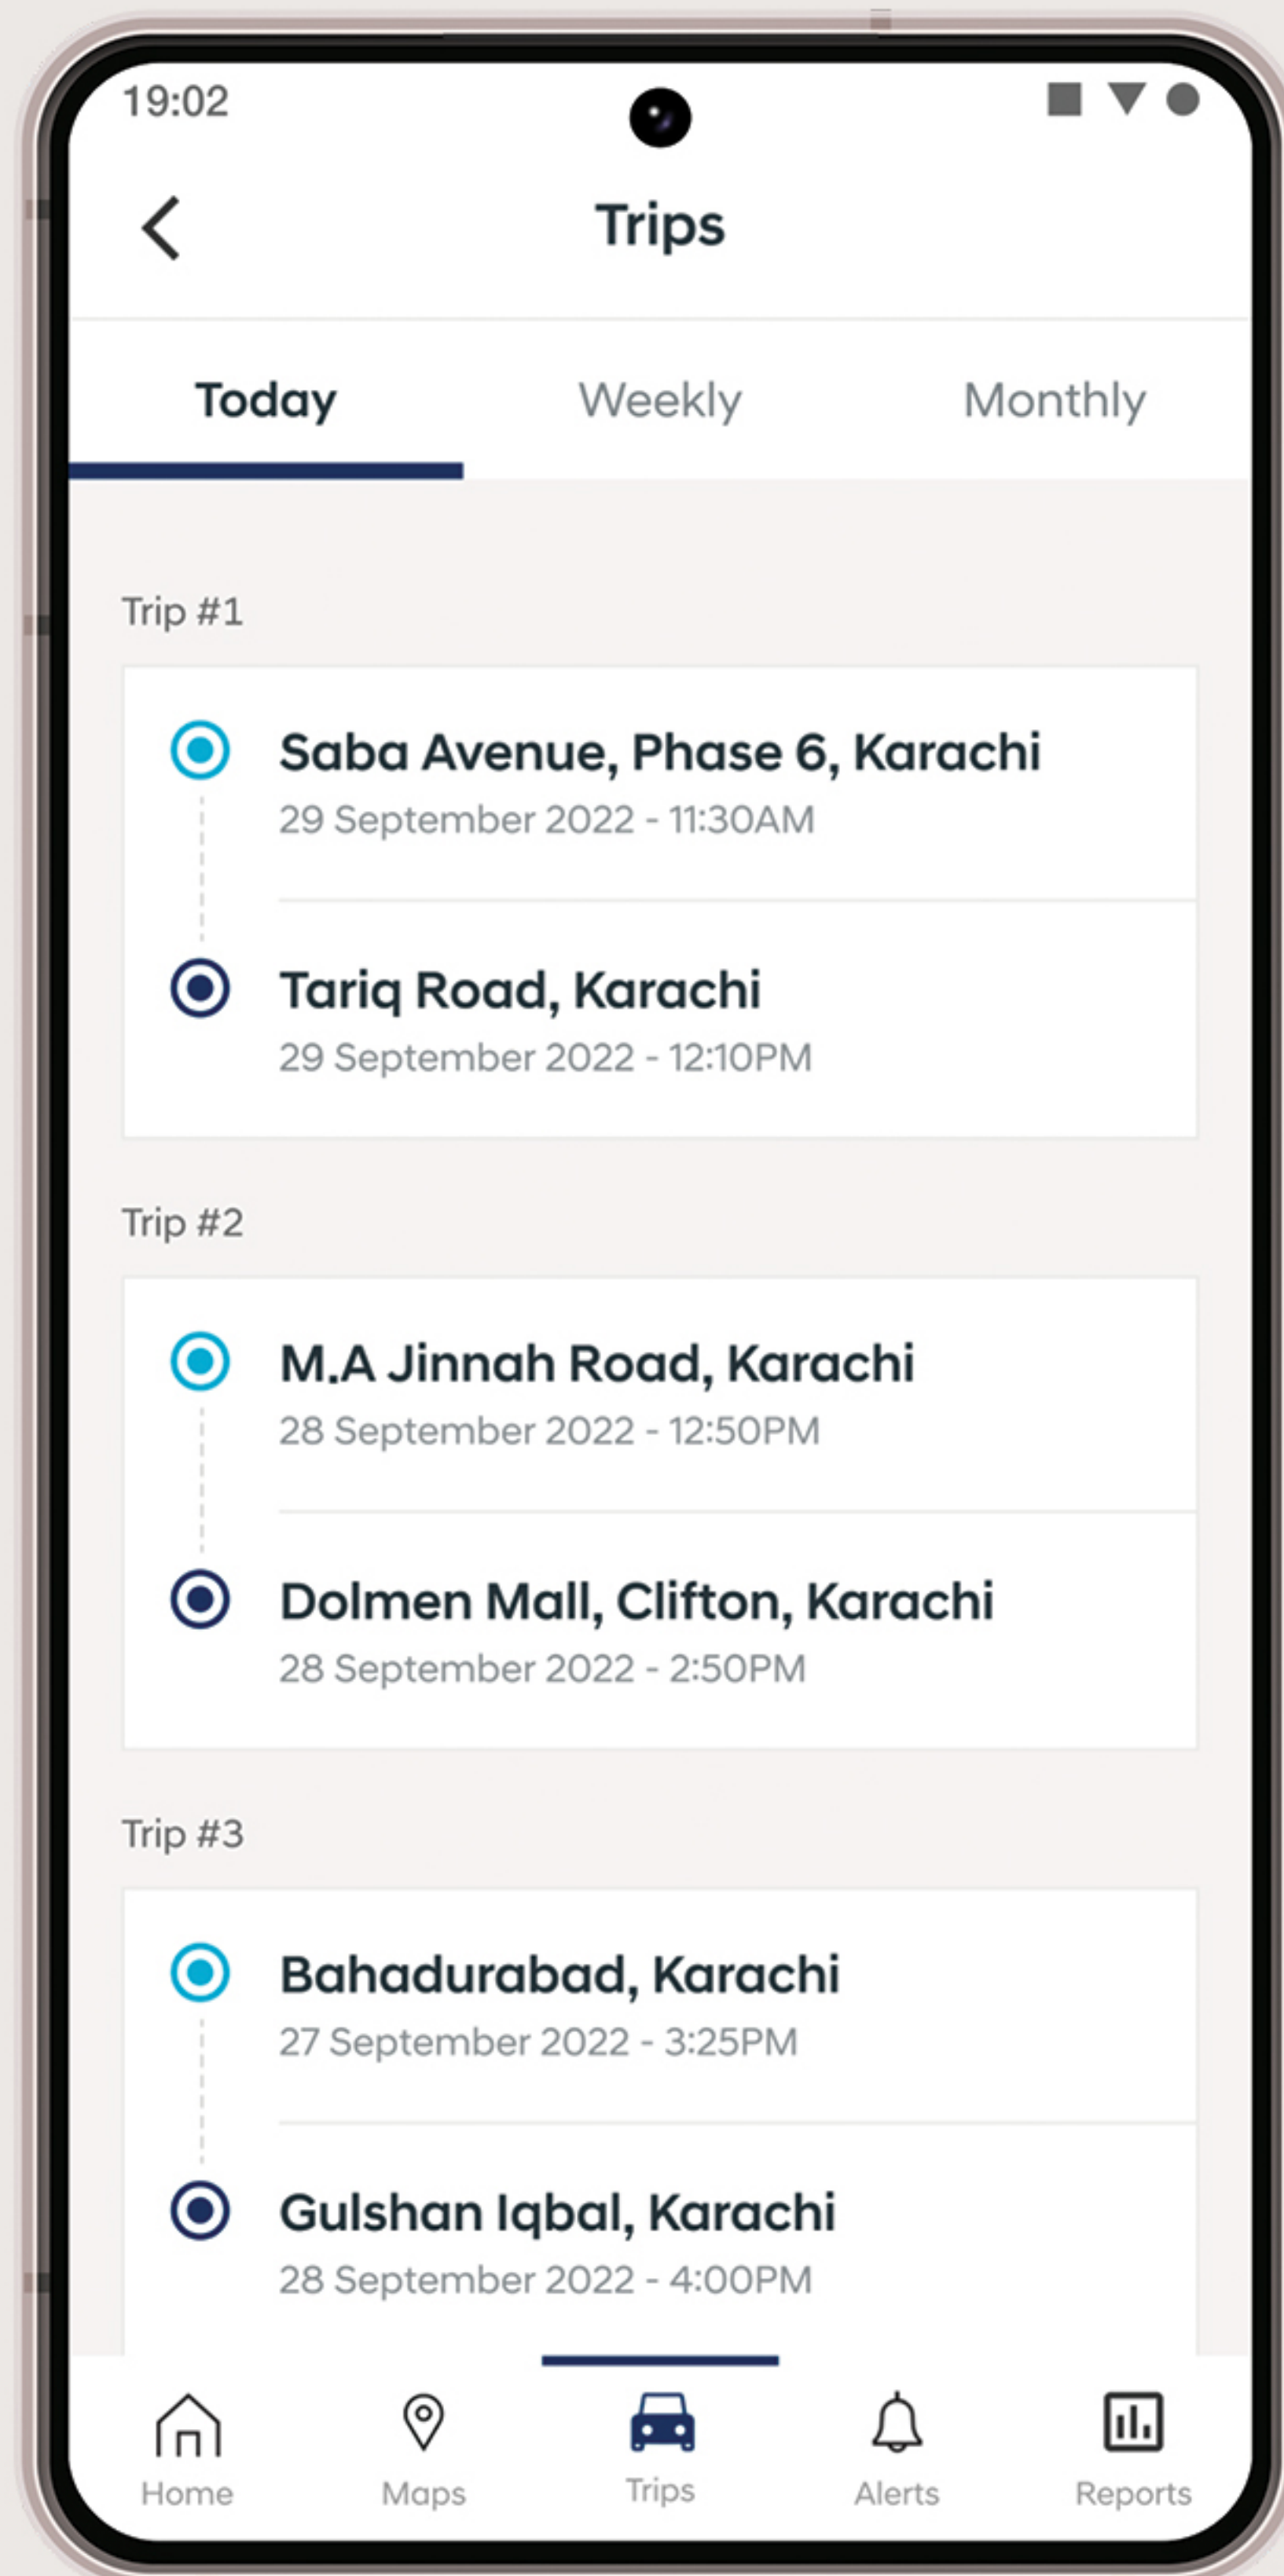 19:02
Trips
Today Weekly Monthly
Trip #1
Saba Avenue, Phase 6, Karachi
29 September 2022 - 11:30AM
Tariq Road, Karachi
29 September 2022 - 12:10PM
Trip #2
M.A Jinnah Road, Karachi
28 September 2022 - 12:50PM
Dolmen Mall, Clifton, Karachi
28 September 2022 - 2:50PM
Trip #3
Bahadurabad, Karachi
27 September 2022 - 3:25PM
Gulshan Iqbal, Karachi
28 September 2022 - 4:00PM
Home Maps Trips Alerts Reports